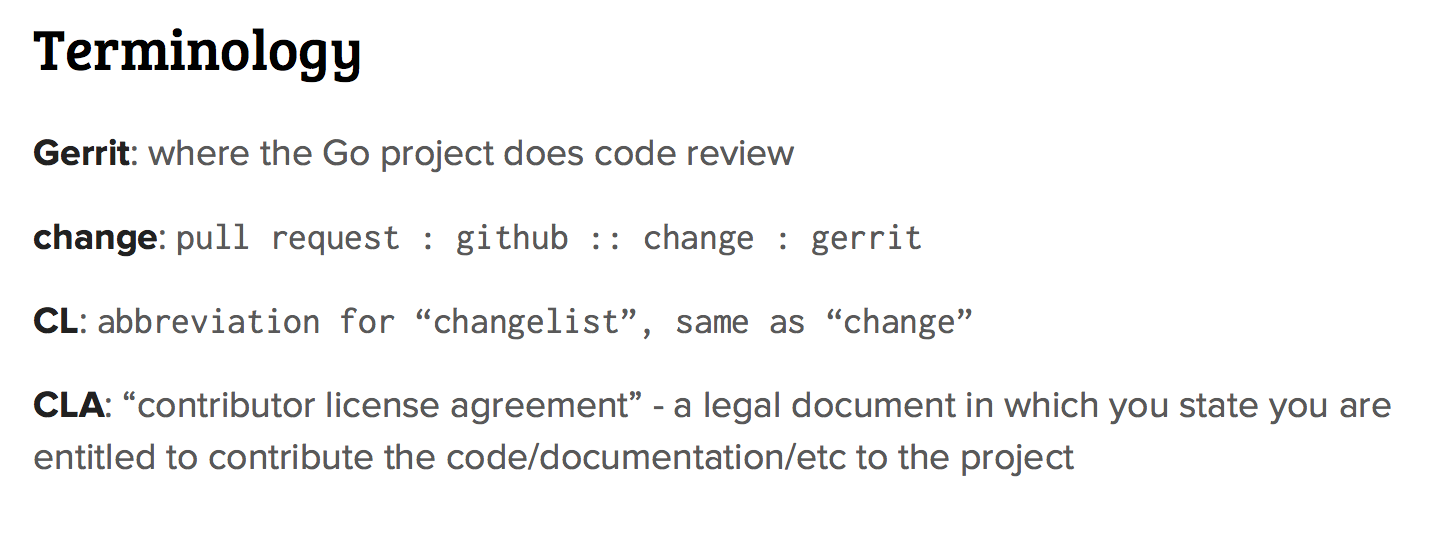 Terminology
Gerrit: where the Go project does code review
change: pull request : github :: change : gerrit
CL: abbreviation for “changelist”, same as “change”
CLA: “contributor license agreement” - a legal document in which you state you are
entitled to contribute the code/documentation/etc to the project